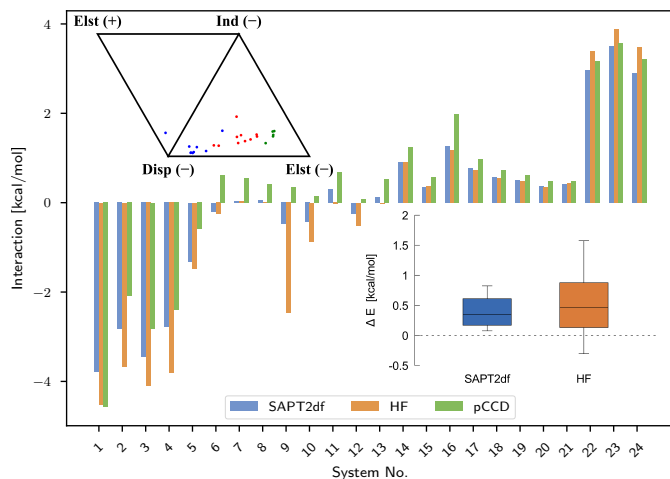 Elst (+)
Ind (−)
Disp (−)
Elst (−)
Interaction [kcal/mol]
4
2
0
−2
−4
Δ E [kcal/mol]
2
1.5
1
0.5
0
-0.5
SAPT2df
HF
SAPT2df
HF
pCCD
1 2 3 4 5 6 7 8 9 10 11 12 13 14 15 16 17 18 19 20 21 22 23 24
System No.